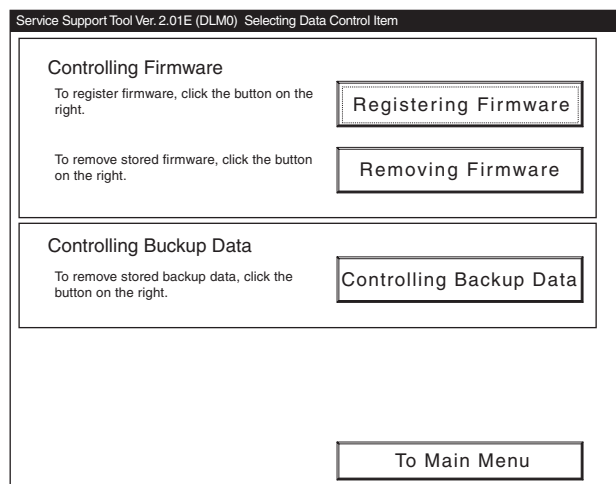 Service Support Tool Ver. 2.01E (DLM0) Selecting Data Control Item
Controlling Firmware
To register firmware, click the button on the
right.
Registering Firmware
To remove stored firmware, click the button
on the right.
Removing Firmware
Controlling Buckup Data
To remove stored backup data, click the
button on the right.
Controlling Backup Data
To Main Menu